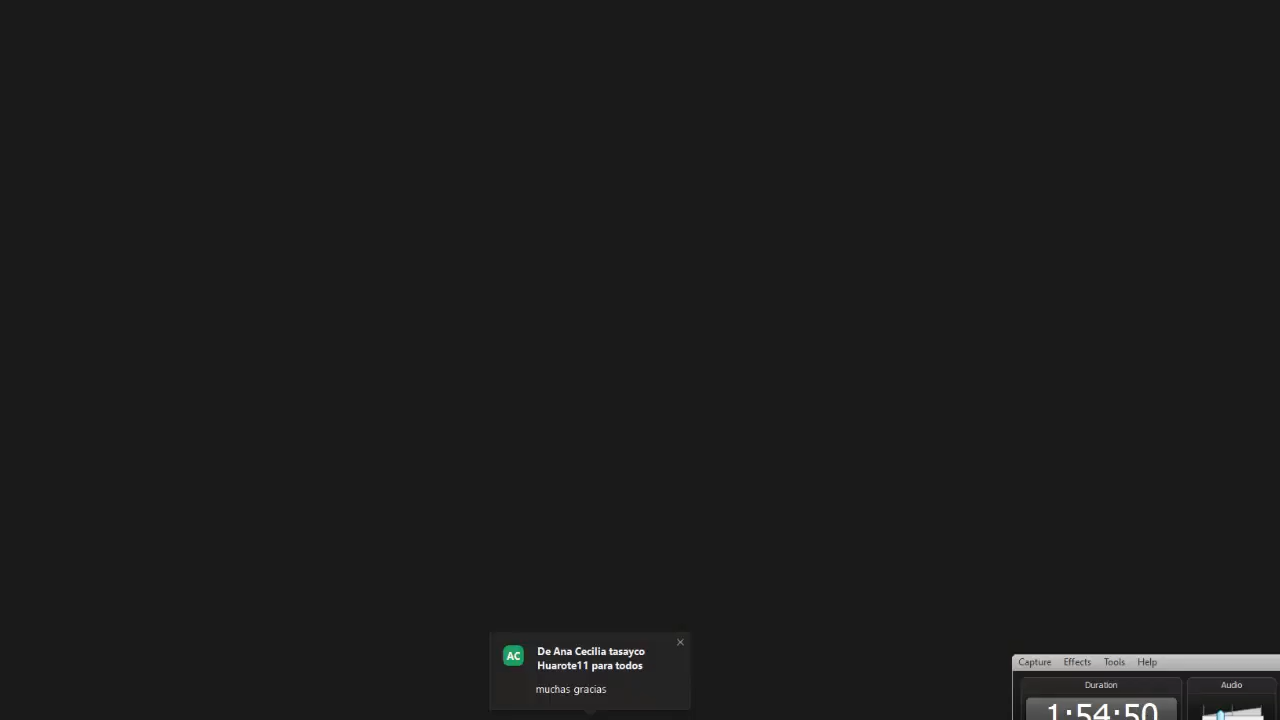 AC
De Ana Cecilia tasayco
Huarote11 para todos
muchas gracias
Capture Effects Tools Help
Duration
Audio
1:54:50